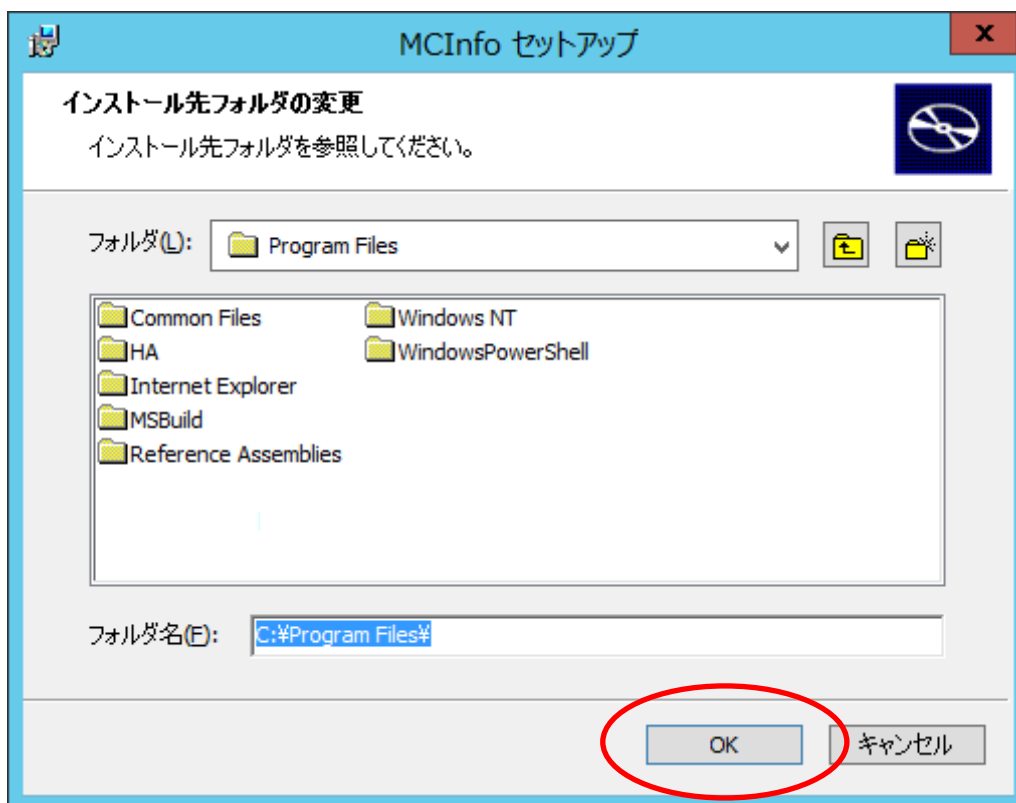 MCInfo セットアップ
x
インストール先フォルダの変更
インストール先フォルダを参照してください。
フォルダ(L): Program Files
Common Files Windows NT
HA WindowsPowerShell
Internet Explorer
MSBuild
Reference Assemblies
フォルダ名(F): C:¥Program Files¥
OK キャンセル